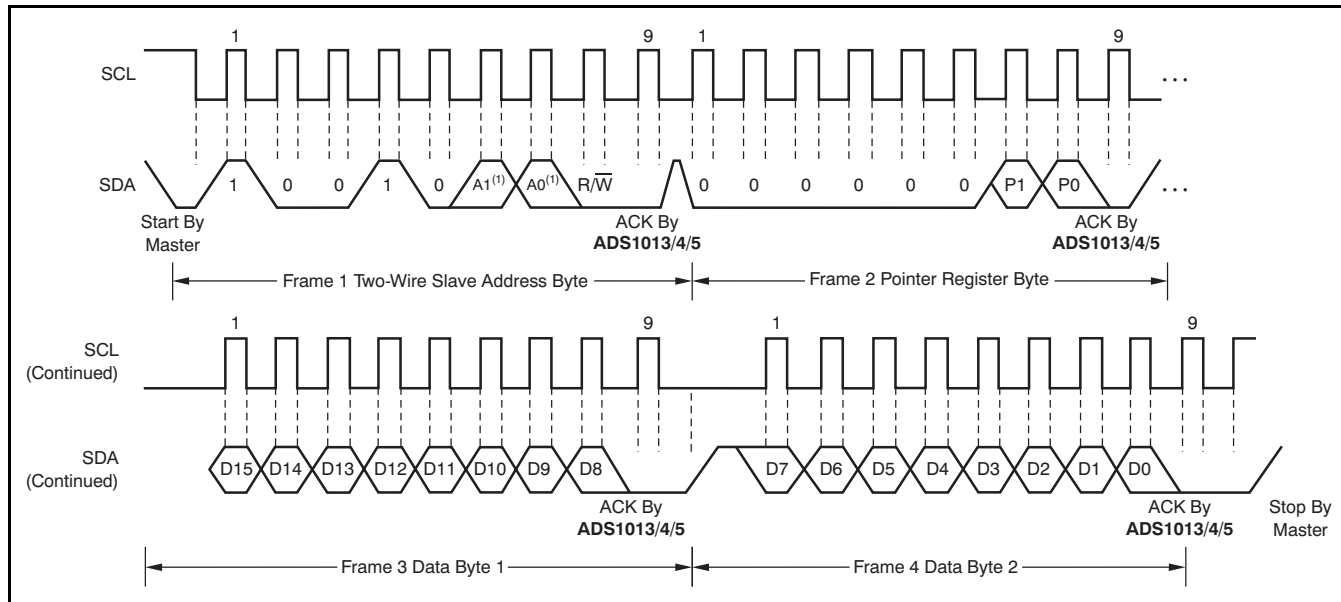 1 9 1 9
SCL ...
SDA 1 0 0 1 0 A1(1) A0(1) R/W̅ 0 0 0 0 0 0 P1 P0 ...
Start By Master
ACK By ADS1013/4/5
ACK By ADS1013/4/5
Frame 1 Two-Wire Slave Address Byte
Frame 2 Pointer Register Byte
1 9 1 9
SCL (Continued)
SDA (Continued)
D15 D14 D13 D12 D11 D10 D9 D8 D7 D6 D5 D4 D3 D2 D1 D0
ACK By ADS1013/4/5
ACK By ADS1013/4/5
Stop By Master
Frame 3 Data Byte 1
Frame 4 Data Byte 2